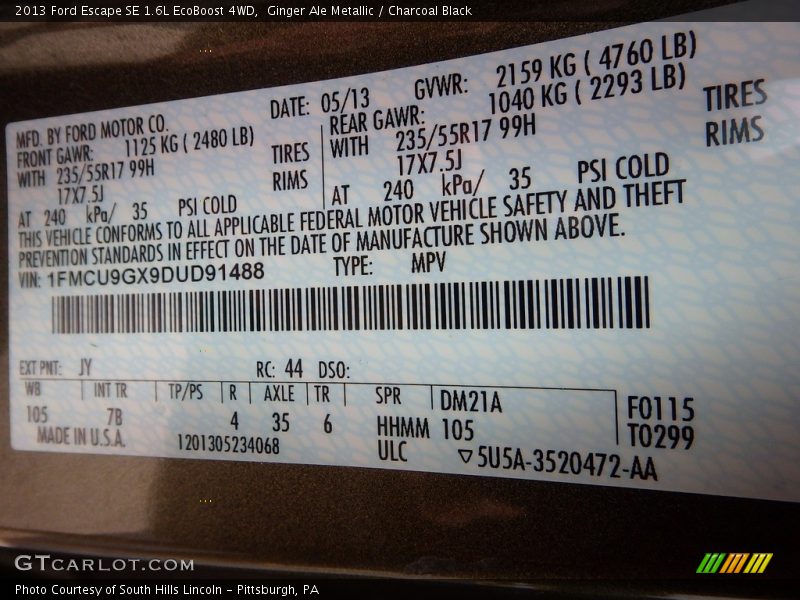 2013 Ford Escape SE 1.6L EcoBoost 4WD,  Ginger Ale Metallic / Charcoal Black
MFD. BY FORD MOTOR CO.
DATE: 05/13
GVWR: 2159 KG ( 4760 LB)
FRONT GAWR: 1125 KG ( 2480 LB)
WITH 235/55R17 99H TIRES
17X7.5J RIMS
AT 240 kPa/ 35 PSI COLD
REAR GAWR: 1040 KG ( 2293 LB)
WITH 235/55R17 99H TIRES
17X7.5J RIMS
AT 240 kPa/ 35 PSI COLD
THIS VEHICLE CONFORMS TO ALL APPLICABLE FEDERAL MOTOR VEHICLE SAFETY AND THEFT
PREVENTION STANDARDS IN EFFECT ON THE DATE OF MANUFACTURE SHOWN ABOVE.
VIN: 1FMCU9GX9DUD91488 TYPE: MPV
EXT PNT: JY RC: 44 DSO:
WB INT TR TP/PS R AXLE TR SPR DM21A
105 7B 4 35 6 HHMM 105
F0115
T0299
MADE IN U.S.A. 1201305234068 ULC ▽5U5A-3520472-AA
GTCARLOT.COM
Photo Courtesy of South Hills Lincoln – Pittsburgh, PA